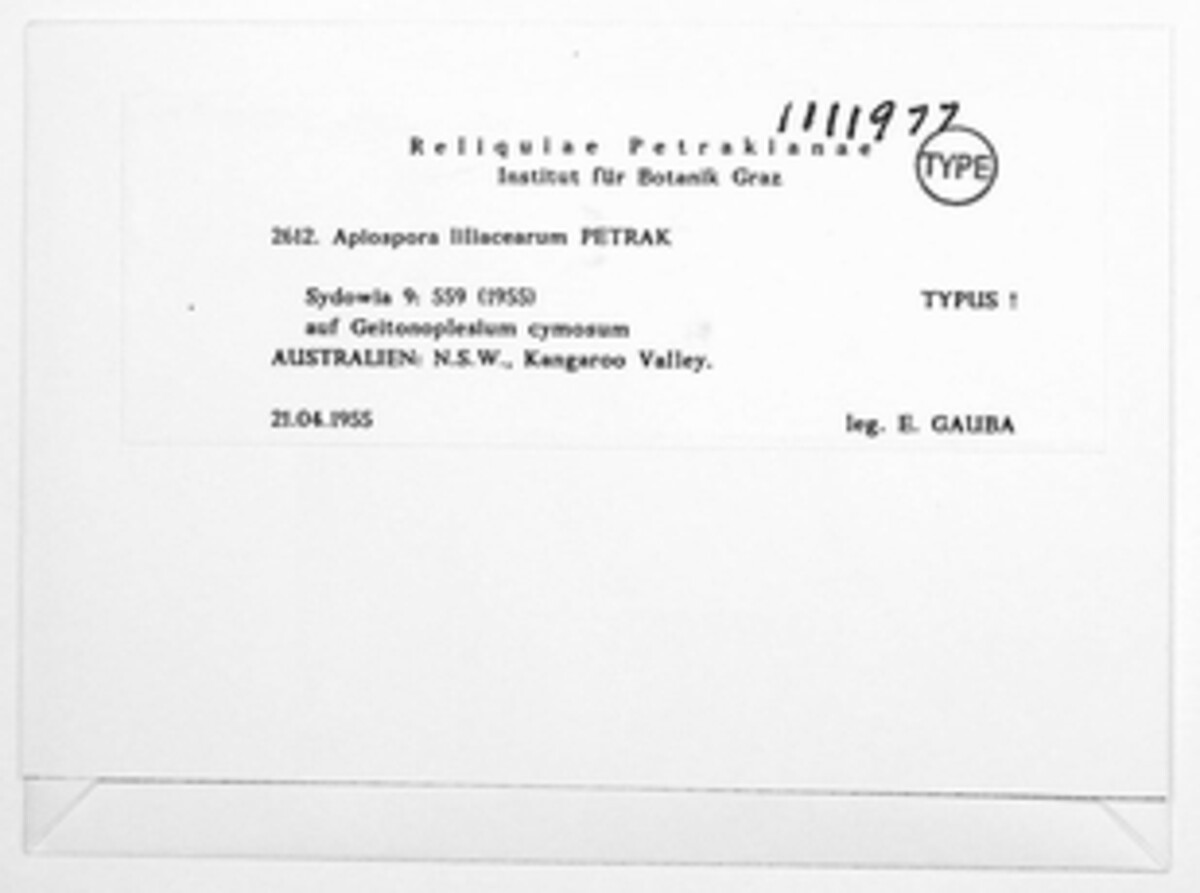 1111977
Reliquiae Petrakianae
TYPE
Institut für Botanik Graz
2612. Apiospora liliacearum PETRAK
Sydowia 9: 559 (1955) TYPUS !
auf Geitonoplesium cymosum
AUSTRALIEN: N.S.W., Kangaroo Valley.
21.04.1955 leg. E. GAUBA